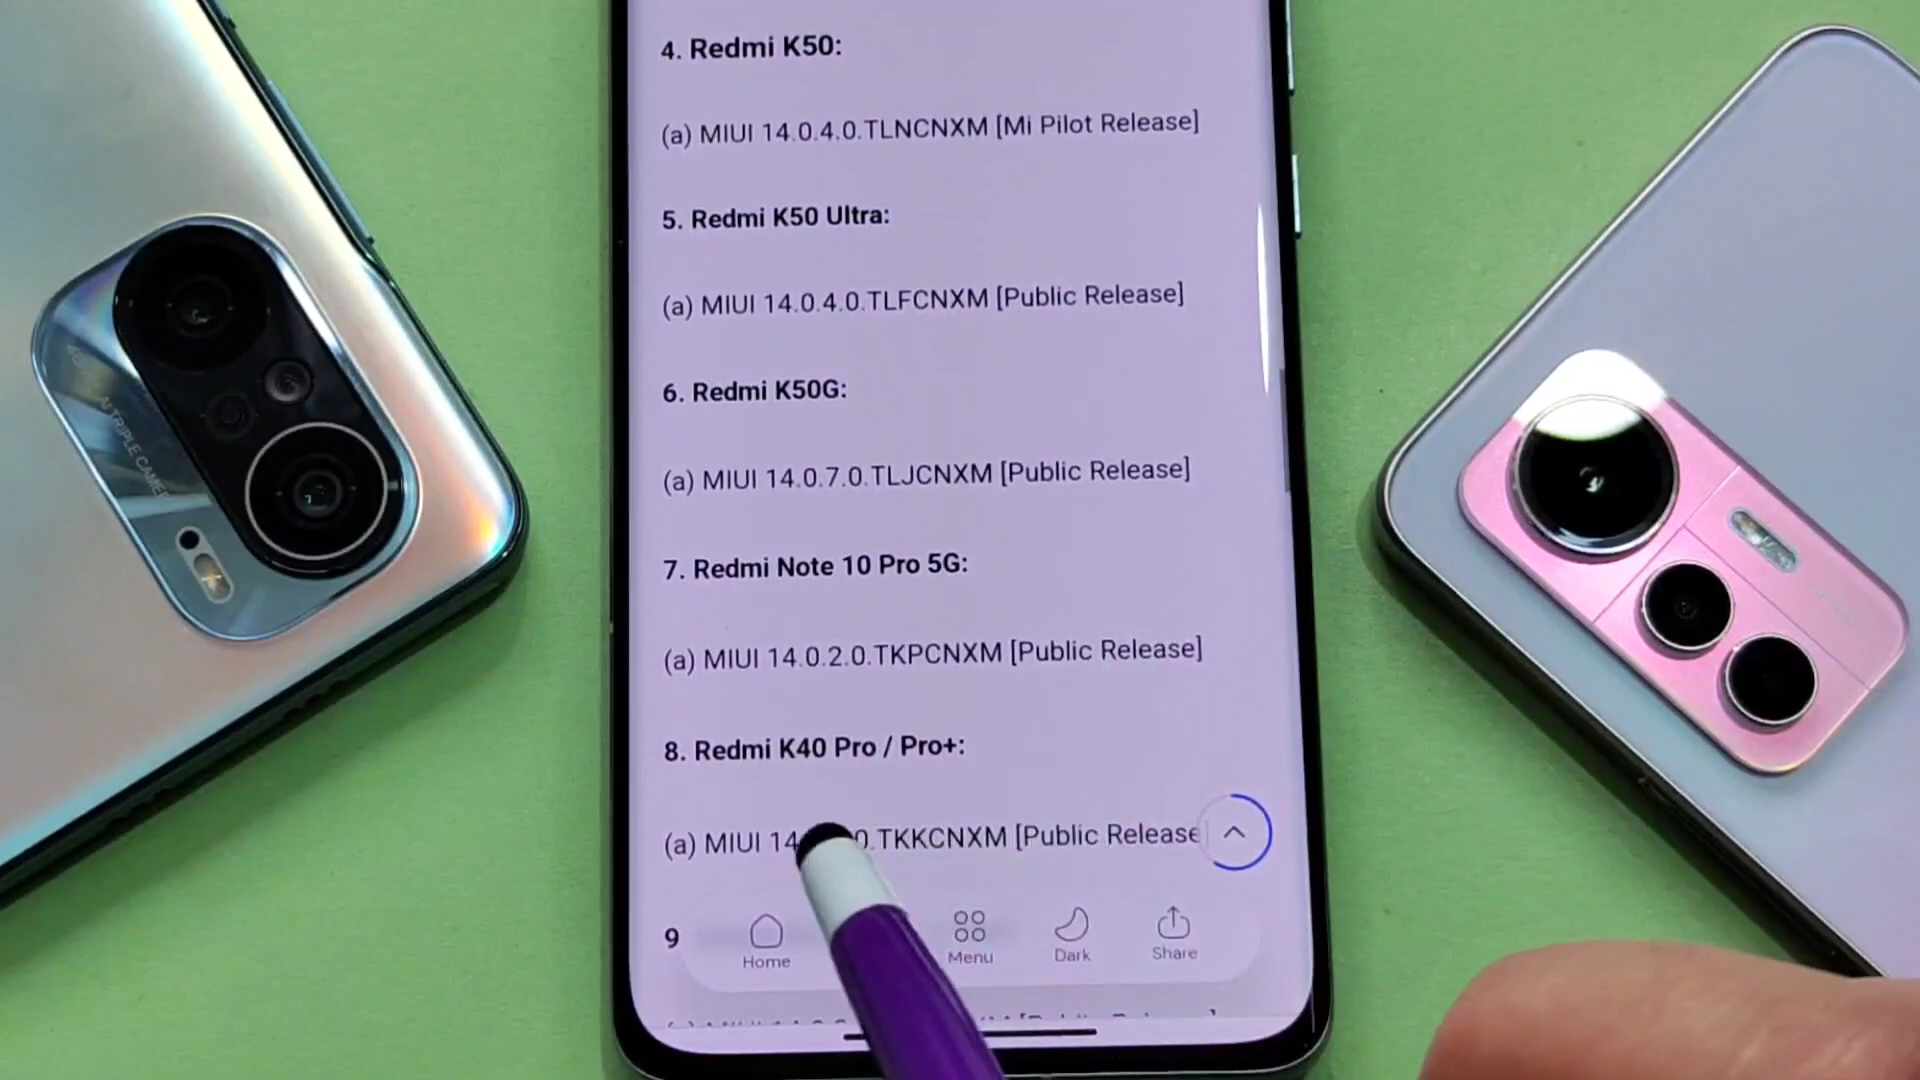 4. Redmi K50:
(a) MIUI 14.0.4.0.TLNCNXM [Mi Pilot Release]
5. Redmi K50 Ultra:
(a) MIUI 14.0.4.0.TLFCNXM [Public Release]
6. Redmi K50G:
(a) MIUI 14.0.7.0.TLJCNXM [Public Release]
7. Redmi Note 10 Pro 5G:
(a) MIUI 14.0.2.0.TKPCNXM [Public Release]
8. Redmi K40 Pro / Pro+:
(a) MIUI 14. 0.TKKCNXM [Public Release]
9
Home
Menu
Dark
Share
AI TRIPLE CAMERA